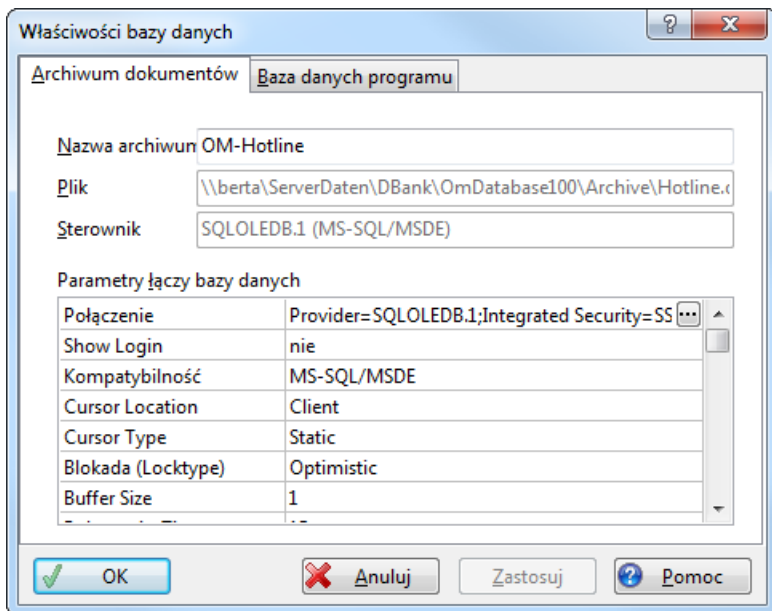 Właściwości bazy danych
Archiwum dokumentów Baza danych programu
Nazwa archiwum OM-Hotline
Plik \\berta\ServerDaten\DBank\OmDatabase100\Archive\Hotline.
Sterownik SQLOLEDB.1 (MS-SQL/MSDE)
Parametry łączy bazy danych
Połączenie Provider=SQLOLEDB.1;Integrated Security=SS ...
Show Login nie
Kompatybilność MS-SQL/MSDE
Cursor Location Client
Cursor Type Static
Blokada (Locktype) Optimistic
Buffer Size 1
OK Anuluj Zastosuj Pomoc